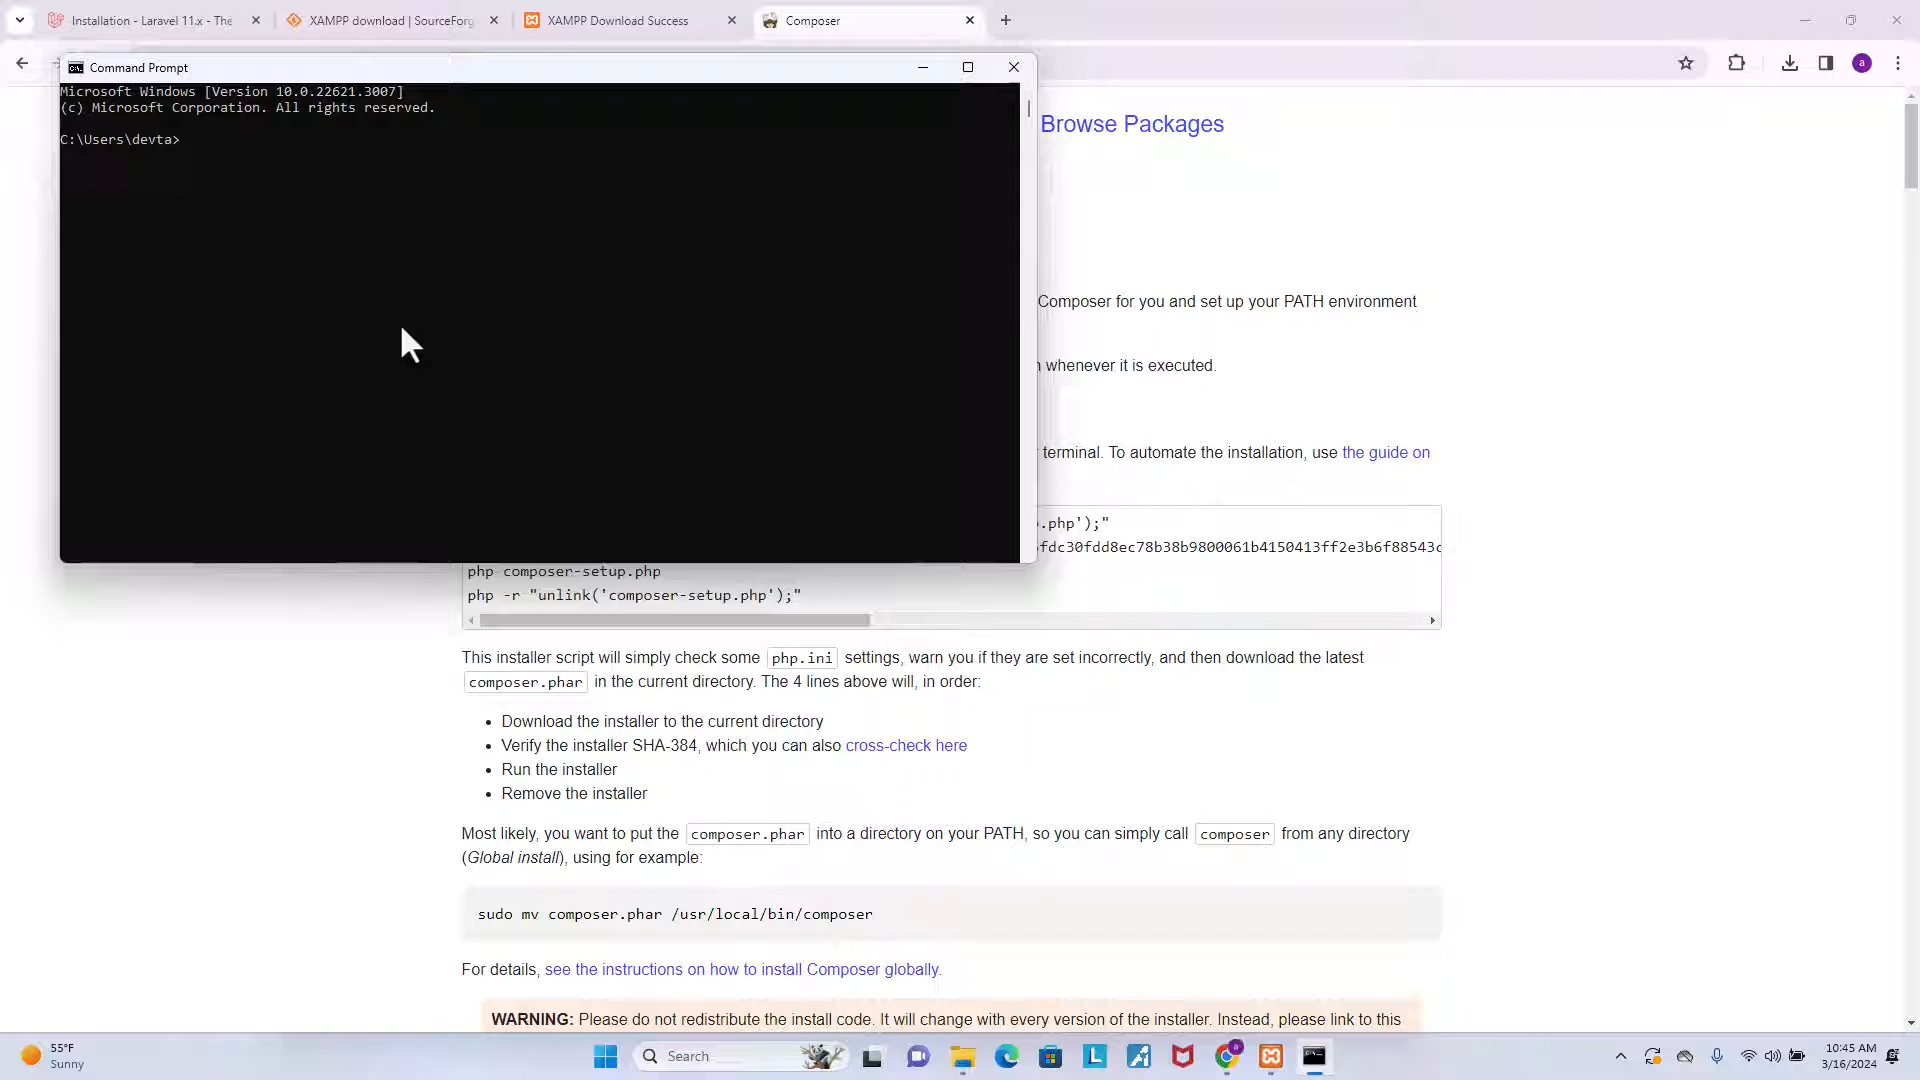 Installation - Laravel 11.x - The
XAMPP download | SourceForg
XAMPP Download Success
Composer
Command Prompt
Microsoft Windows [Version 10.0.22621.3007]
(c) Microsoft Corporation. All rights reserved.
C:\Users\devta>
Browse Packages
Composer for you and set up your PATH environment
whenever it is executed.
terminal. To automate the installation, use the guide on
.php');"
fdc30fdd8ec78b38b9800061b4150413ff2e3b6f88543c
php composer-setup.php
php -r "unlink('composer-setup.php');"
This installer script will simply check some php.ini settings, warn you if they are set incorrectly, and then download the latest
composer.phar in the current directory. The 4 lines above will, in order:
• Download the installer to the current directory
• Verify the installer SHA-384, which you can also cross-check here
• Run the installer
• Remove the installer
Most likely, you want to put the composer.phar into a directory on your PATH, so you can simply call composer from any directory
(Global install), using for example:
sudo mv composer.phar /usr/local/bin/composer
For details, see the instructions on how to install Composer globally.
WARNING: Please do not redistribute the install code. It will change with every version of the installer. Instead, please link to this
55°F
Sunny
Search
10:45 AM
3/16/2024